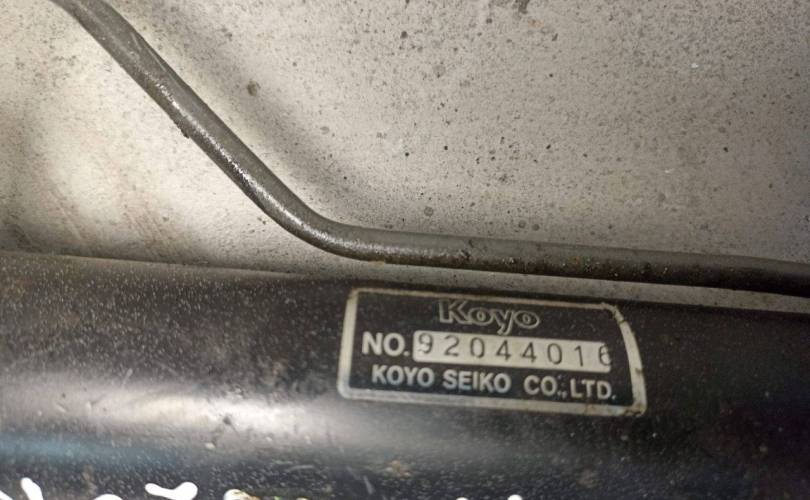 Koyo
NO. 92044016
KOYO SEIKO CO.,LTD.